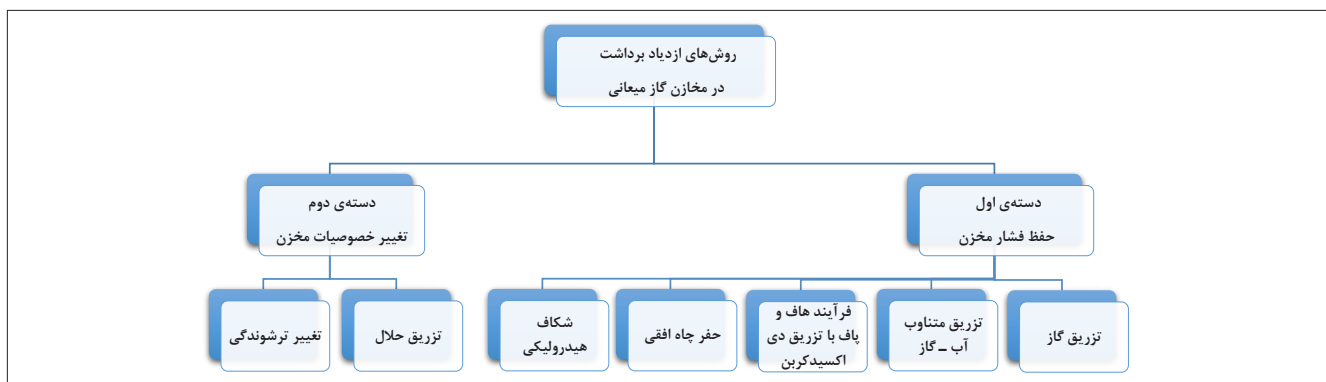 روش‌های ازدیاد برداشت
در مخازن گاز میعانی
دسته‌ی اول
حفظ فشار مخزن
دسته‌ی دوم
تغییر خصوصیات مخزن
تزریق گاز
تزریق متناوب
آب ــ گاز
فرآیند هاف و
پاف با تزریق دی
اکسیدکربن
حفر چاه افقی
شکاف
هیدرولیکی
تزریق حلال
تغییر ترشوندگی